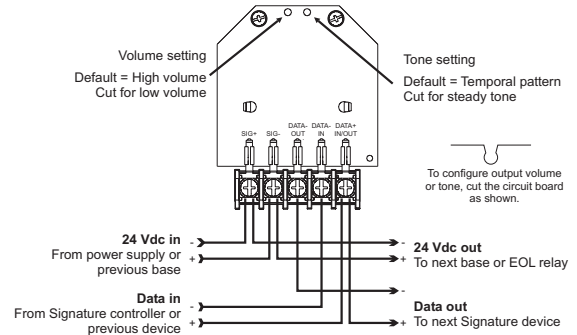 Volume setting
Default = High volume
Cut for low volume
Tone setting
Default = Temporal pattern
Cut for steady tone
SIG+ SIG- DATA- OUT DATA- IN DATA+ IN/OUT
To configure output volume
or tone, cut the circuit board
as shown.
24 Vdc in -
From power supply or +
previous base
- 24 Vdc out
+ To next base or EOL relay
Data in -
From Signature controller or
previous device +
-
Data out
+ To next Signature device